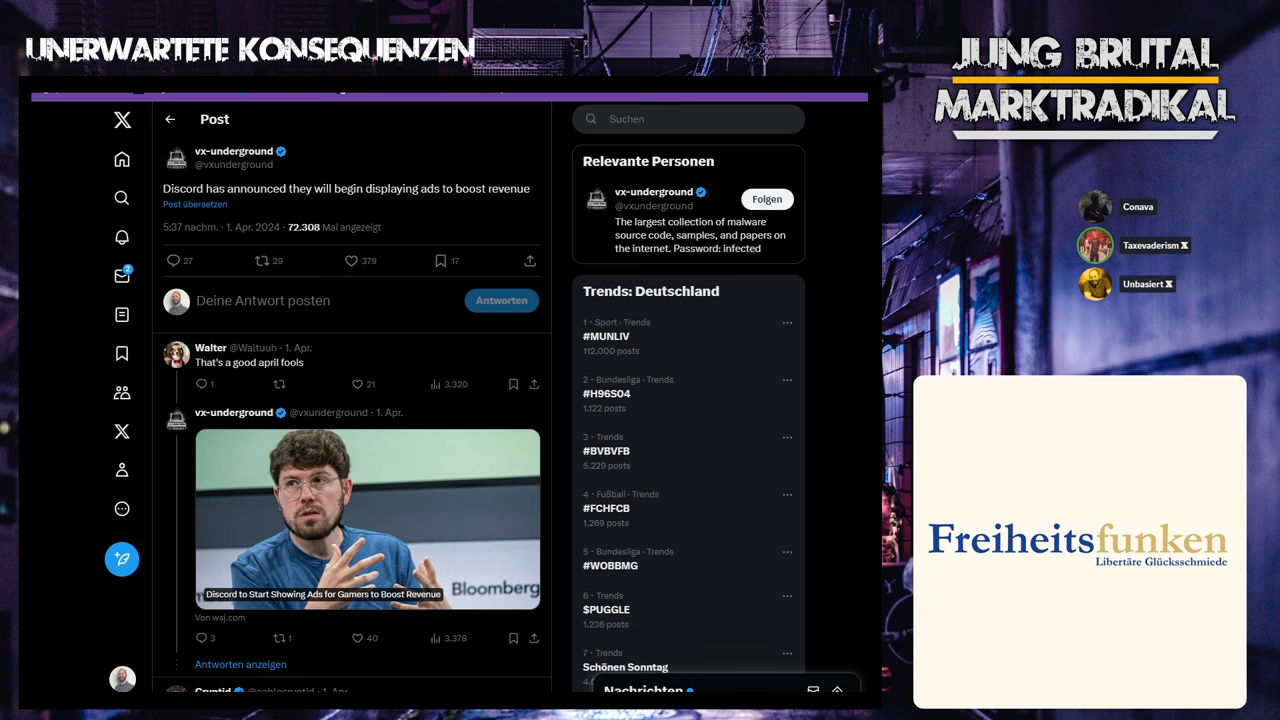 UNERWARTETE KONSEQUENZEN
JUNG BRUTAL
MARKTRADIKAL
Post
vx-underground
@vxunderground
Discord has announced they will begin displaying ads to boost revenue
Post übersetzen
5:37 nachm. · 1. Apr. 2024 · 72.308 Mal angezeigt
27
29
379
17
Deine Antwort posten
Antworten
Walter @Waltuuh · 1. Apr.
That's a good april fools
1
21
3.320
vx-underground @vxunderground · 1. Apr.
Bloomberg
Discord to Start Showing Ads for Gamers to Boost Revenue
Von wsj.com
3
1
40
3.378
Antworten anzeigen
2
Suchen
Relevante Personen
vx-underground
@vxunderground
Folgen
The largest collection of malware
source code, samples, and papers on
the internet. Password: infected
Trends: Deutschland
1 · Sport · Trends
#MUNLIV
112.000 posts
2 · Bundesliga · Trends
#H96S04
1.122 posts
3 · Trends
#BVBVFB
5.229 posts
4 · Fußball · Trends
#FCHFCB
1.269 posts
5 · Bundesliga · Trends
#WOBBMG
6 · Trends
$PUGGLE
1.236 posts
7 · Trends
Schönen Sonntag
Nachrichten
Conava
Taxevaderism X
Unbasiert X
Freiheitsfunken
Libertäre Glücksschmiede